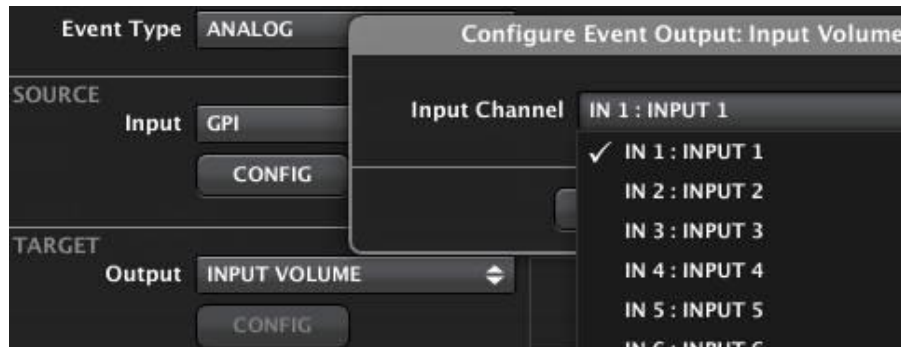 Event Type ANALOG
Configure Event Output: Input Volume
SOURCE
Input GPI
CONFIG
Input Channel IN 1 : INPUT 1
✓ IN 1 : INPUT 1
IN 2 : INPUT 2
IN 3 : INPUT 3
IN 4 : INPUT 4
IN 5 : INPUT 5
TARGET
Output INPUT VOLUME
CONFIG